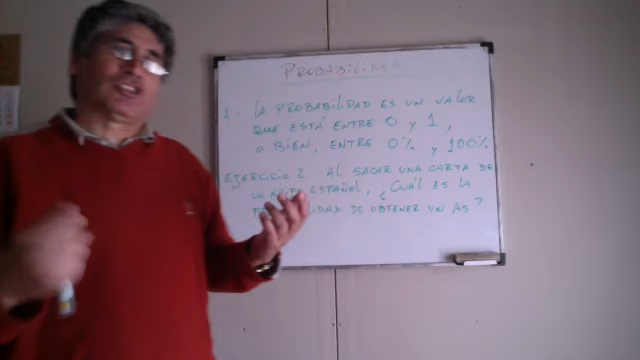 PROBABILIDAD
1.- LA PROBABILIDAD ES UN VALOR
QUE ESTÁ ENTRE 0 y 1,
O BIEN, ENTRE 0% y 100%
EJERCICIO 2 AL SACAR UNA CARTA DE
UN NAIPE ESPAÑOL, ¿CUÁL ES LA
DE OBTENER UN AS?